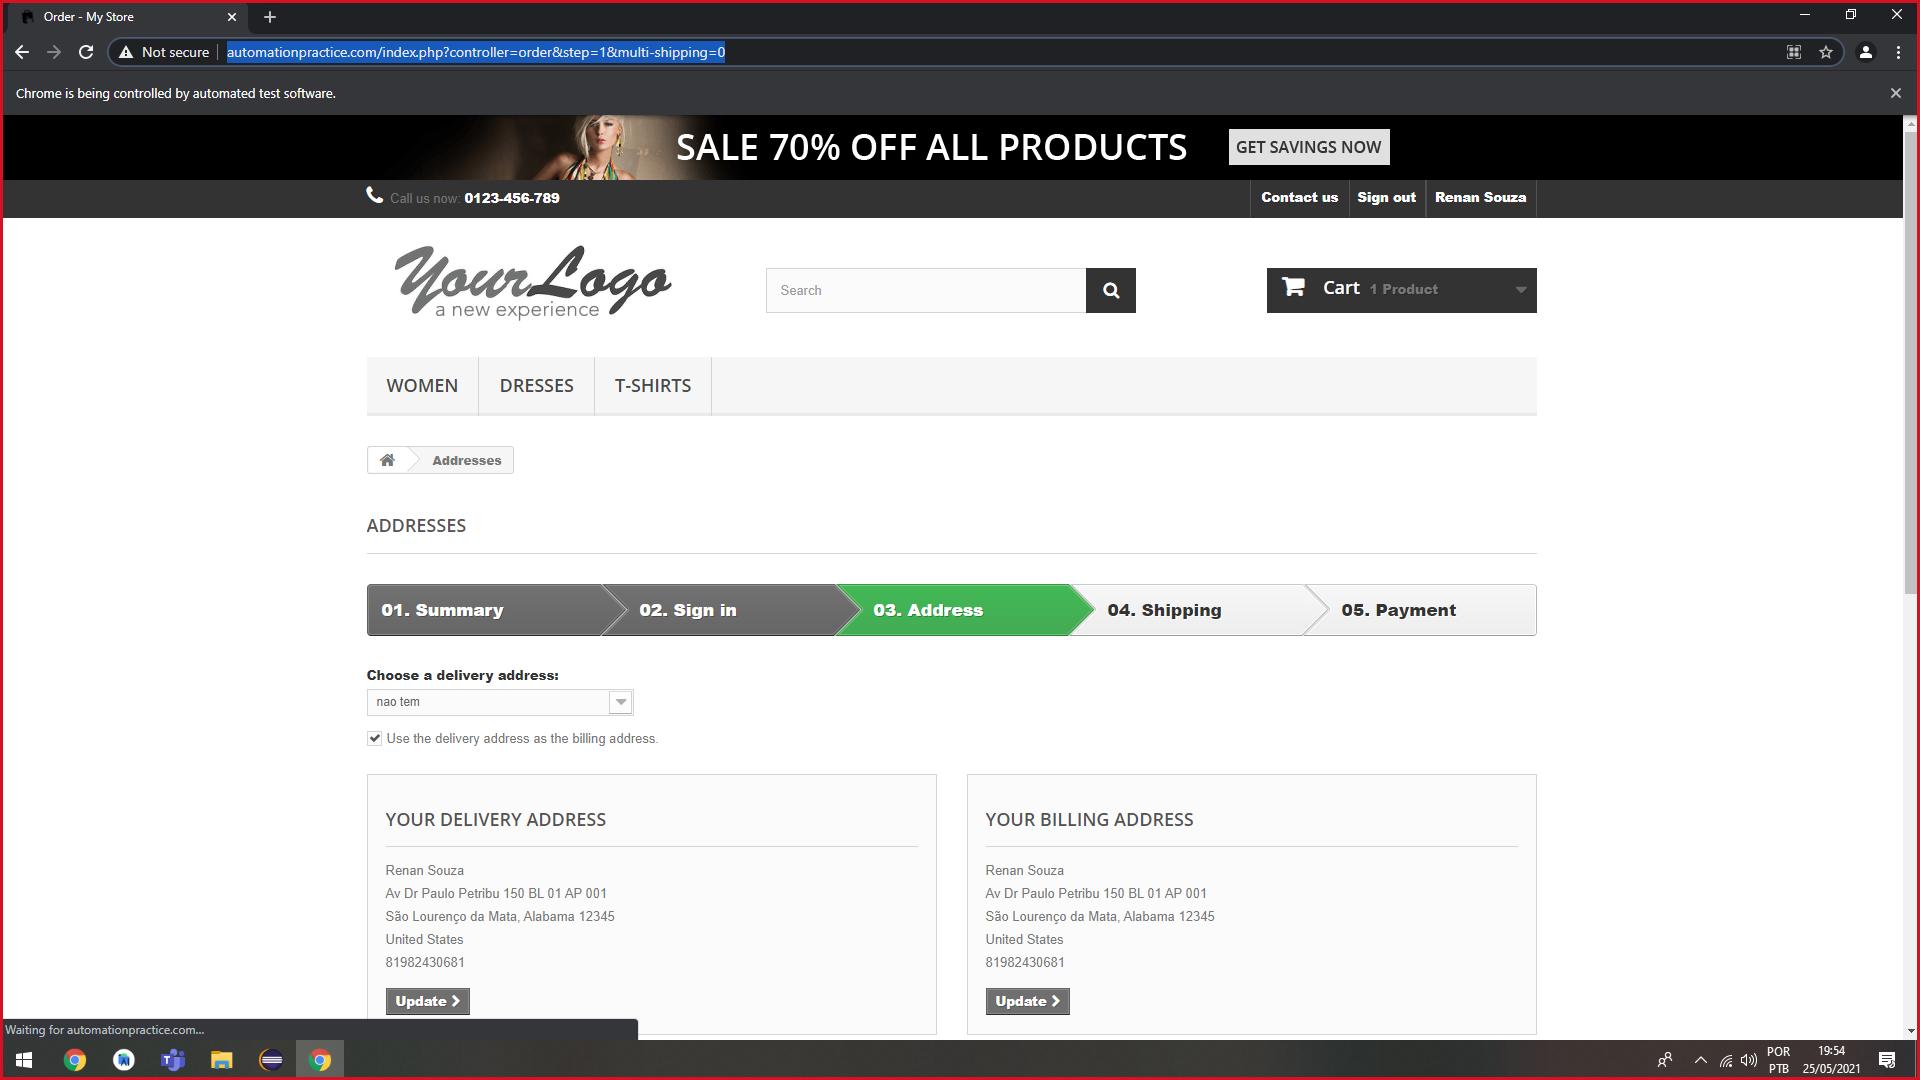 Order - My Store
Not secure automationpractice.com/index.php?controller=order&step=1&multi-shipping=0
Chrome is being controlled by automated test software.
SALE 70% OFF ALL PRODUCTS GET SAVINGS NOW
Call us now: 0123-456-789 Contact us Sign out Renan Souza
Your Logo
a new experience
Search
Cart 1 Product
WOMEN DRESSES T-SHIRTS
Addresses
ADDRESSES
01. Summary 02. Sign in 03. Address 04. Shipping 05. Payment
Choose a delivery address:
nao tem
Use the delivery address as the billing address.
YOUR DELIVERY ADDRESS
Renan Souza
Av Dr Paulo Petribu 150 BL 01 AP 001
São Lourenço da Mata, Alabama 12345
United States
81982430681
Update
YOUR BILLING ADDRESS
Renan Souza
Av Dr Paulo Petribu 150 BL 01 AP 001
São Lourenço da Mata, Alabama 12345
United States
81982430681
Update
Waiting for automationpractice.com...
POR
PTB
19:54
25/05/2021